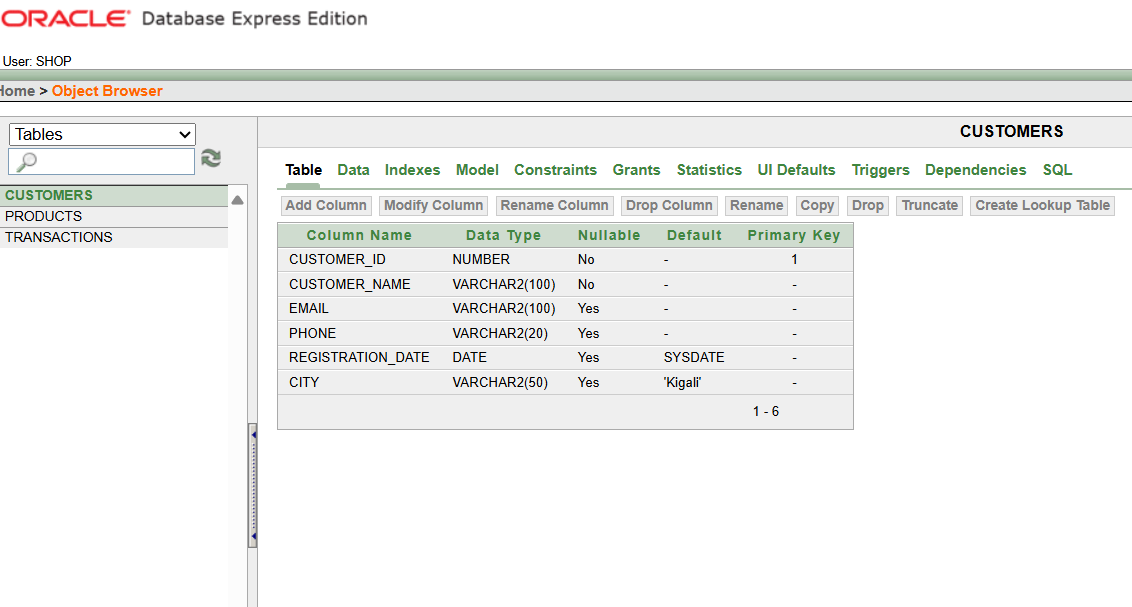 ORACLE® Database Express Edition
User: SHOP
Home > Object Browser
Tables
CUSTOMERS
PRODUCTS
TRANSACTIONS
CUSTOMERS
Table Data Indexes Model Constraints Grants Statistics UI Defaults Triggers Dependencies SQL
Add Column Modify Column Rename Column Drop Column Rename Copy Drop Truncate Create Lookup Table
Column Name Data Type Nullable Default Primary Key
CUSTOMER_ID NUMBER No - 1
CUSTOMER_NAME VARCHAR2(100) No - -
EMAIL VARCHAR2(100) Yes - -
PHONE VARCHAR2(20) Yes - -
REGISTRATION_DATE DATE Yes SYSDATE -
CITY VARCHAR2(50) Yes 'Kigali' -
1 - 6